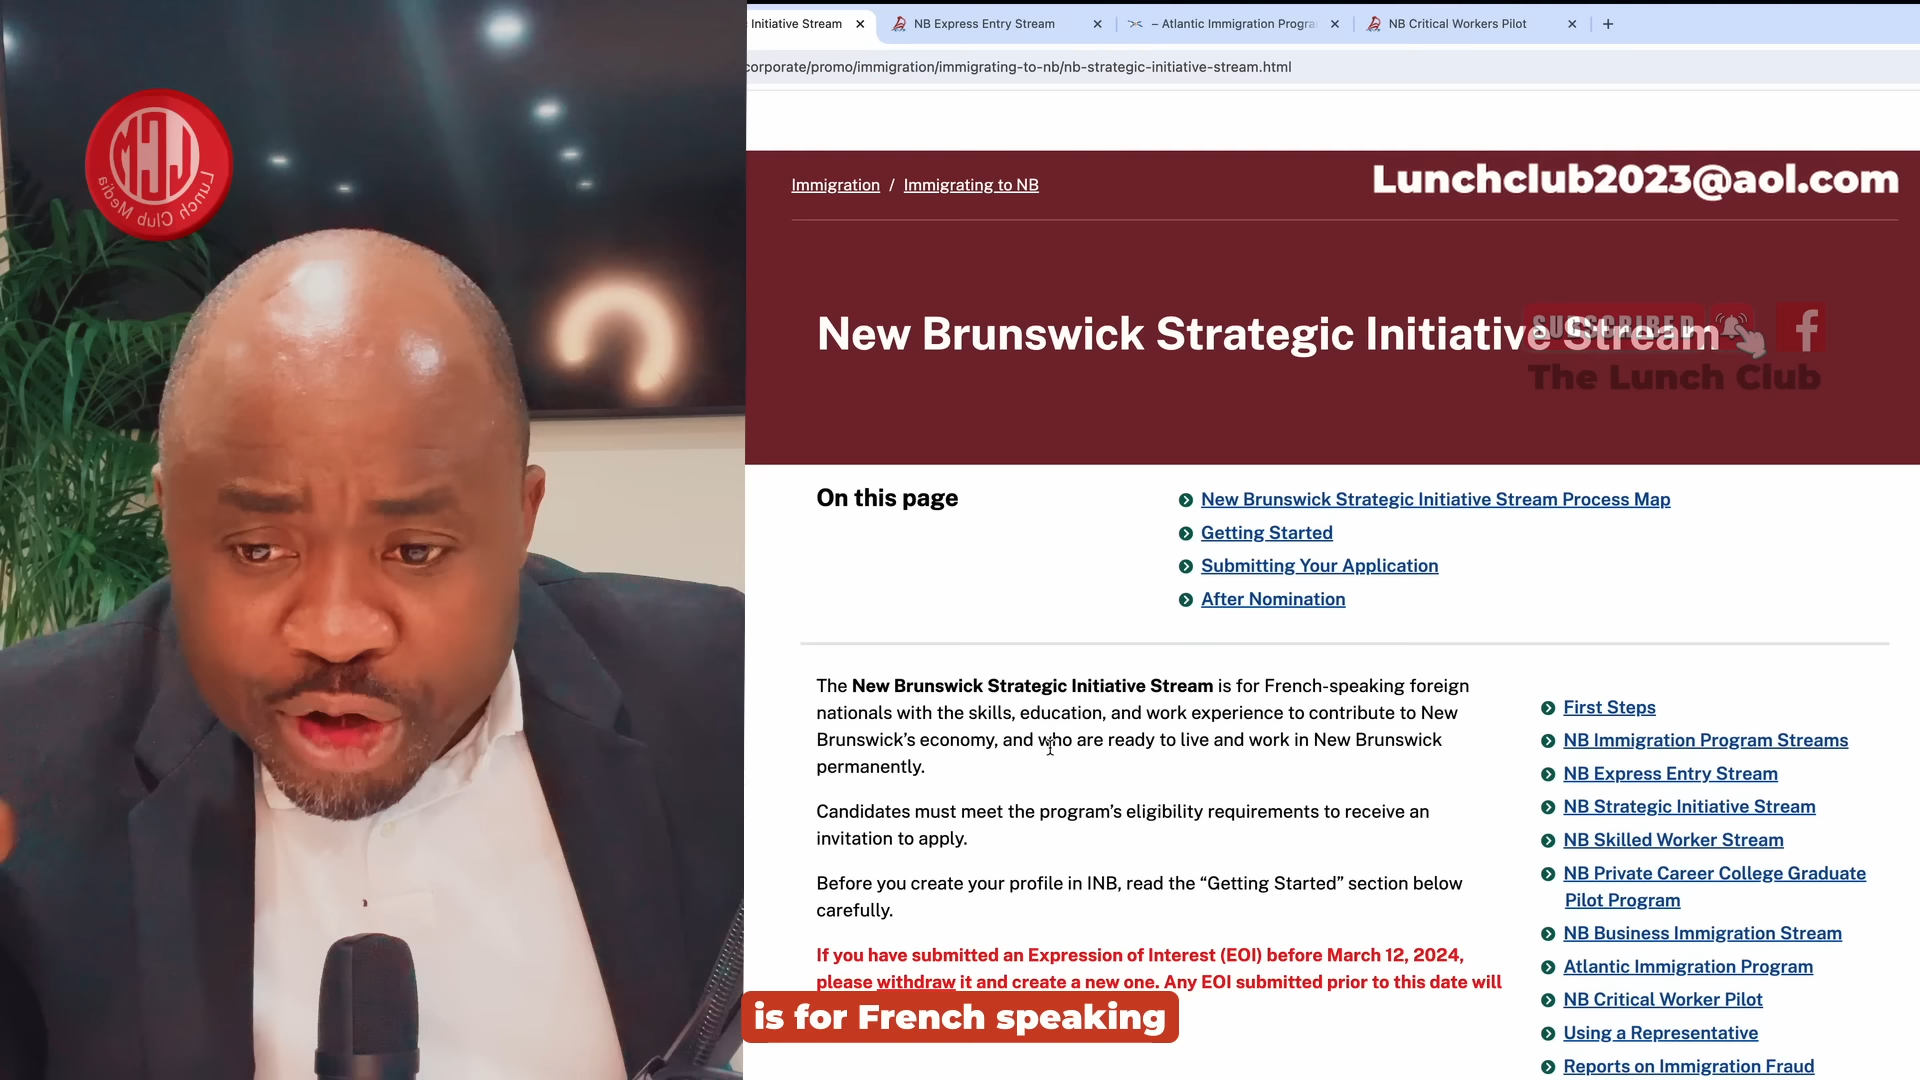 Initiative Stream
NB Express Entry Stream
– Atlantic Immigration Progra
NB Critical Workers Pilot
corporate/promo/immigration/immigrating-to-nb/nb-strategic-initiative-stream.html
LCM
Lunch Club Media
Immigration / Immigrating to NB
Lunchclub2023@aol.com
New Brunswick Strategic Initiative Stream
SUBSCRIBED
f
The Lunch Club
On this page
New Brunswick Strategic Initiative Stream Process Map
Getting Started
Submitting Your Application
After Nomination
The New Brunswick Strategic Initiative Stream is for French-speaking foreign
nationals with the skills, education, and work experience to contribute to New
Brunswick’s economy, and who are ready to live and work in New Brunswick
permanently.
Candidates must meet the program’s eligibility requirements to receive an
invitation to apply.
Before you create your profile in INB, read the “Getting Started” section below
carefully.
If you have submitted an Expression of Interest (EOI) before March 12, 2024,
please withdraw it and create a new one. Any EOI submitted prior to this date will
is for French speaking
First Steps
NB Immigration Program Streams
NB Express Entry Stream
NB Strategic Initiative Stream
NB Skilled Worker Stream
NB Private Career College Graduate
Pilot Program
NB Business Immigration Stream
Atlantic Immigration Program
NB Critical Worker Pilot
Using a Representative
Reports on Immigration Fraud